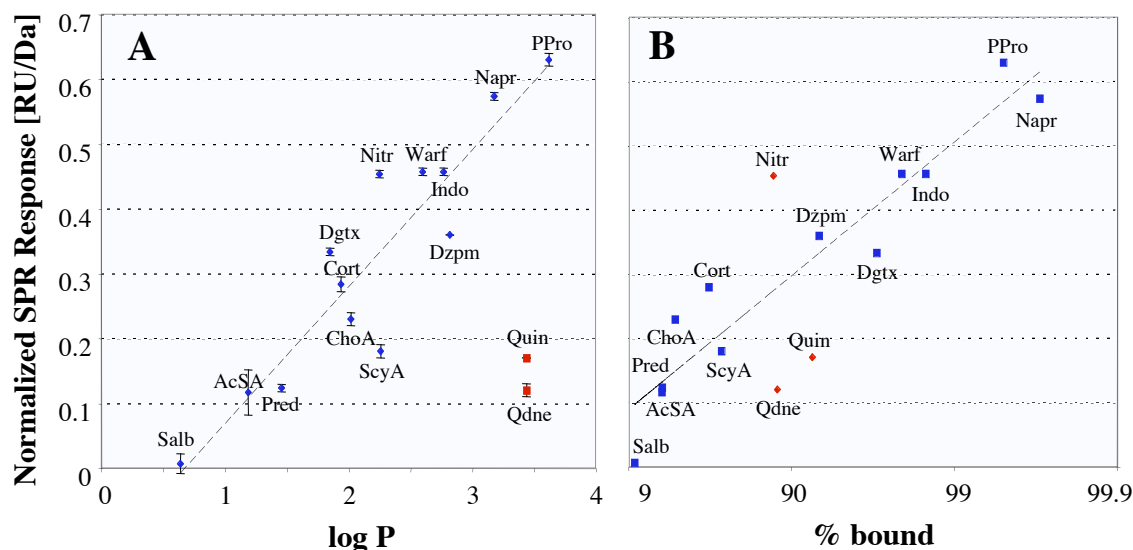 Normalized SPR Response [RU/Da]
0.7
0.6
0.5
0.4
0.3
0.2
0.1
0
A
PPro
Napr
Nitr
Warf
Indo
Dgtx
Dzpm
Cort
ChoA
ScyA
Quin
AcSA
Pred
Qdne
Salb
0
1
2
3
4
log P
B
PPro
Napr
Nitr
Warf
Indo
Dzpm
Dgtx
Cort
ChoA
Quin
Pred
ScyA
AcSA
Qdne
Salb
9
90
99
99.9
% bound